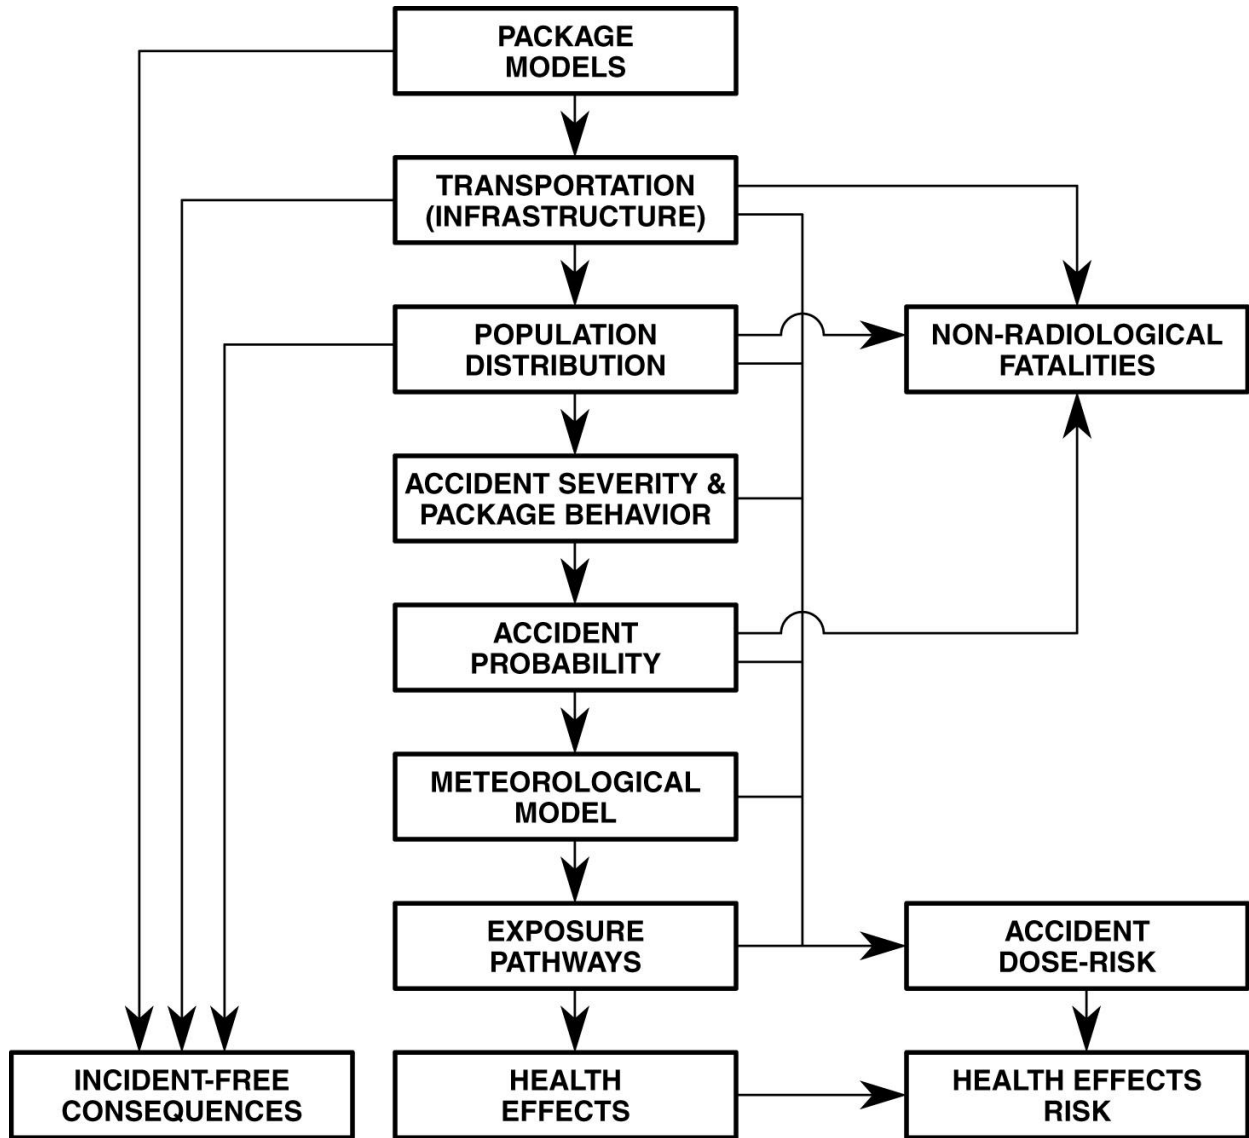 PACKAGE
MODELS
TRANSPORTATION
(INFRASTRUCTURE)
POPULATION
DISTRIBUTION
NON-RADIOLOGICAL
FATALITIES
ACCIDENT SEVERITY &
PACKAGE BEHAVIOR
ACCIDENT
PROBABILITY
METEOROLOGICAL
MODEL
EXPOSURE
PATHWAYS
ACCIDENT
DOSE-RISK
INCIDENT-FREE
CONSEQUENCES
HEALTH
EFFECTS
HEALTH EFFECTS
RISK